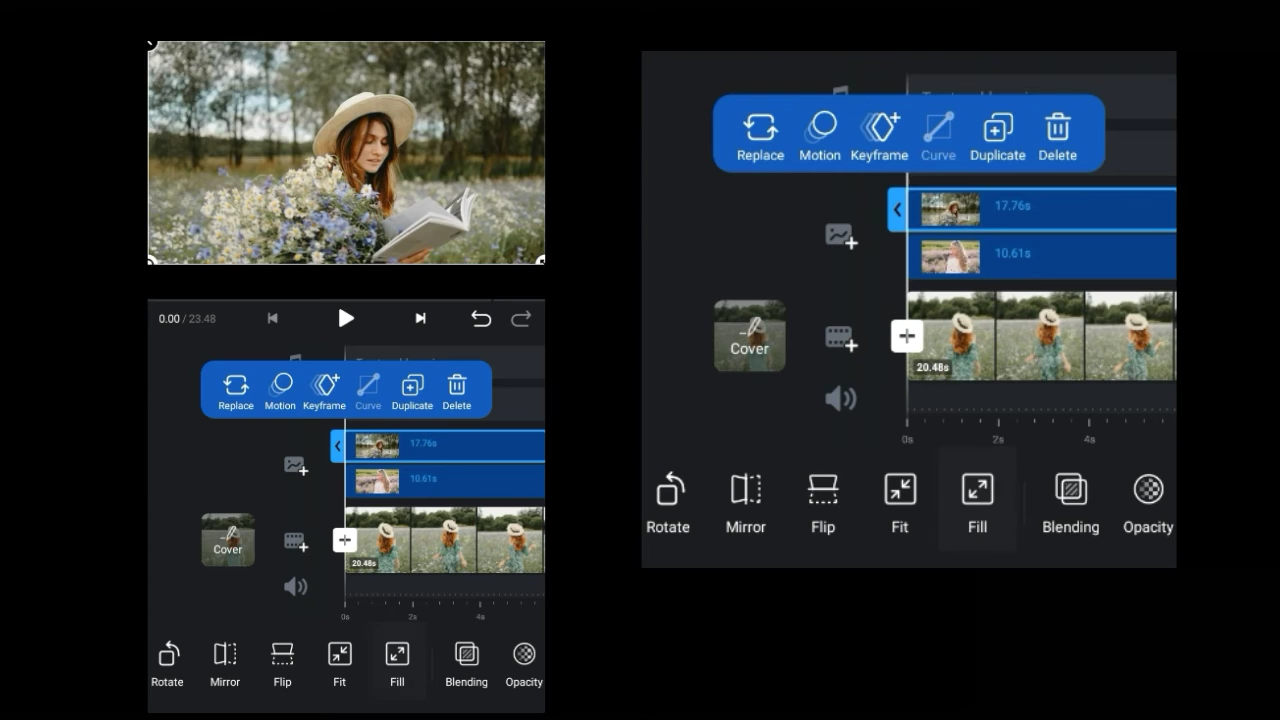 0.00 / 23.48
Replace Motion Keyframe Curve Duplicate Delete
17.76s
10.61s
Cover
20.48s
0s 2s 4s
Rotate Mirror Flip Fit Fill Blending Opacity
Replace Motion Keyframe Curve Duplicate Delete
17.76s
10.61s
Cover
20.48s
0s 2s 4s
Rotate Mirror Flip Fit Fill Blending Opacity